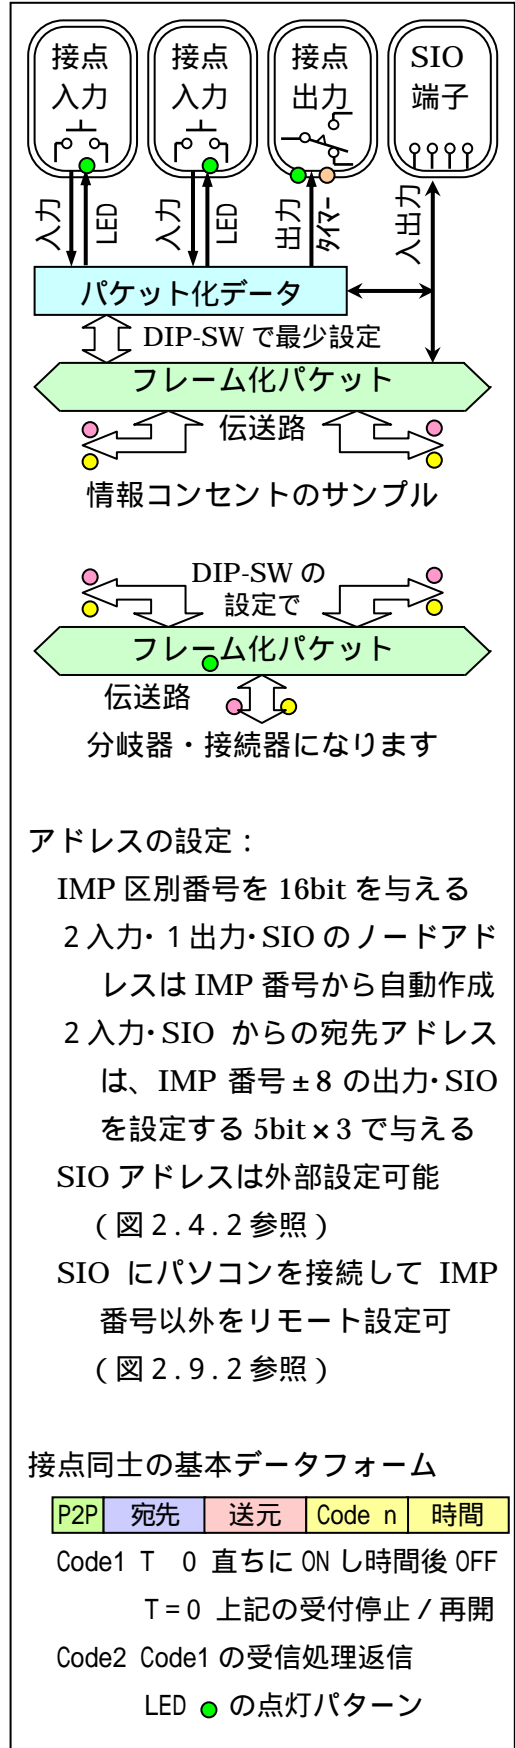 接点
入力
接点
入力
接点
出力
SIO
端子
入力
LED
入力
LED
出力
タイマー
入出力
パケット化データ
DIP-SW で最少設定
フレーム化パケット
伝送路
情報コンセントのサンプル
DIP-SW の
設定で
フレーム化パケット
伝送路
分岐器・接続器になります
アドレスの設定：
IMP 区別番号を 16bit を与える
２入力・１出力・SIO のノードアド
レスは IMP 番号から自動作成
２入力・SIO からの宛先アドレス
は、IMP 番号±8 の出力・SIO
を設定する 5bit×3 で与える
SIO アドレスは外部設定可能
（図２.４.２参照）
SIO にパソコンを接続して IMP
番号以外をリモート設定可
（図２.９.２参照）
接点同士の基本データフォーム
P2P 宛先 送元 Code n 時間
Code1 T 0 直ちに ON し時間後 OFF
T=0 上記の受付停止／再開
Code2 Code1 の受信処理返信
LED ● の点灯パターン